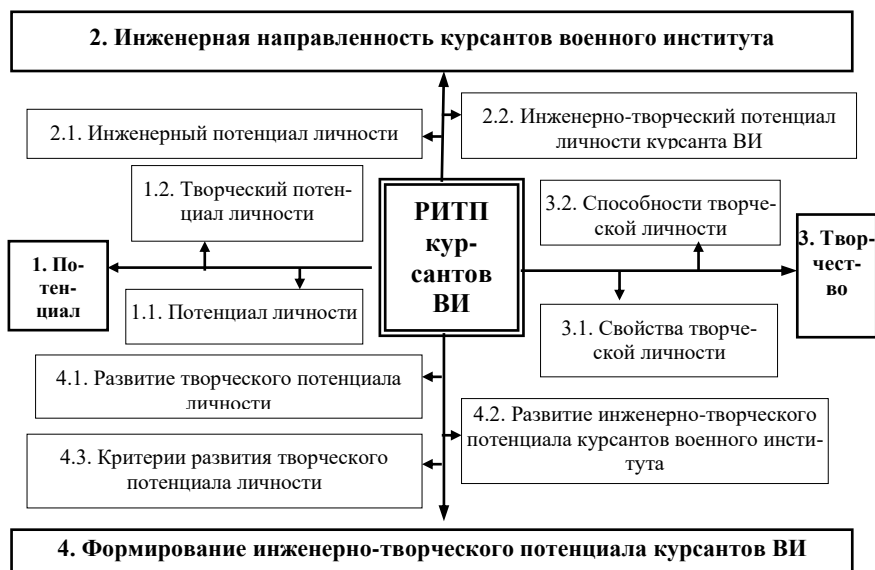 2. Инженерная направленность курсантов военного института
2.1. Инженерный потенциал личности
2.2. Инженерно-творческий потенциал
личности курсанта ВИ
1.2. Творческий потен-
циал личности
РИТП
кур-
сантов
ВИ
3.2. Способности творче-
ской личности
1. По-
тен-
циал
3. Твор-
чест-
во
1.1. Потенциал личности
3.1. Свойства творче-
ской личности
4.1. Развитие творческого потенциала
личности
4.2. Развитие инженерно-творческого
потенциала курсантов военного инсти-
тута
4.3. Критерии развития творческого
потенциала личности
4. Формирование инженерно-творческого потенциала курсантов ВИ